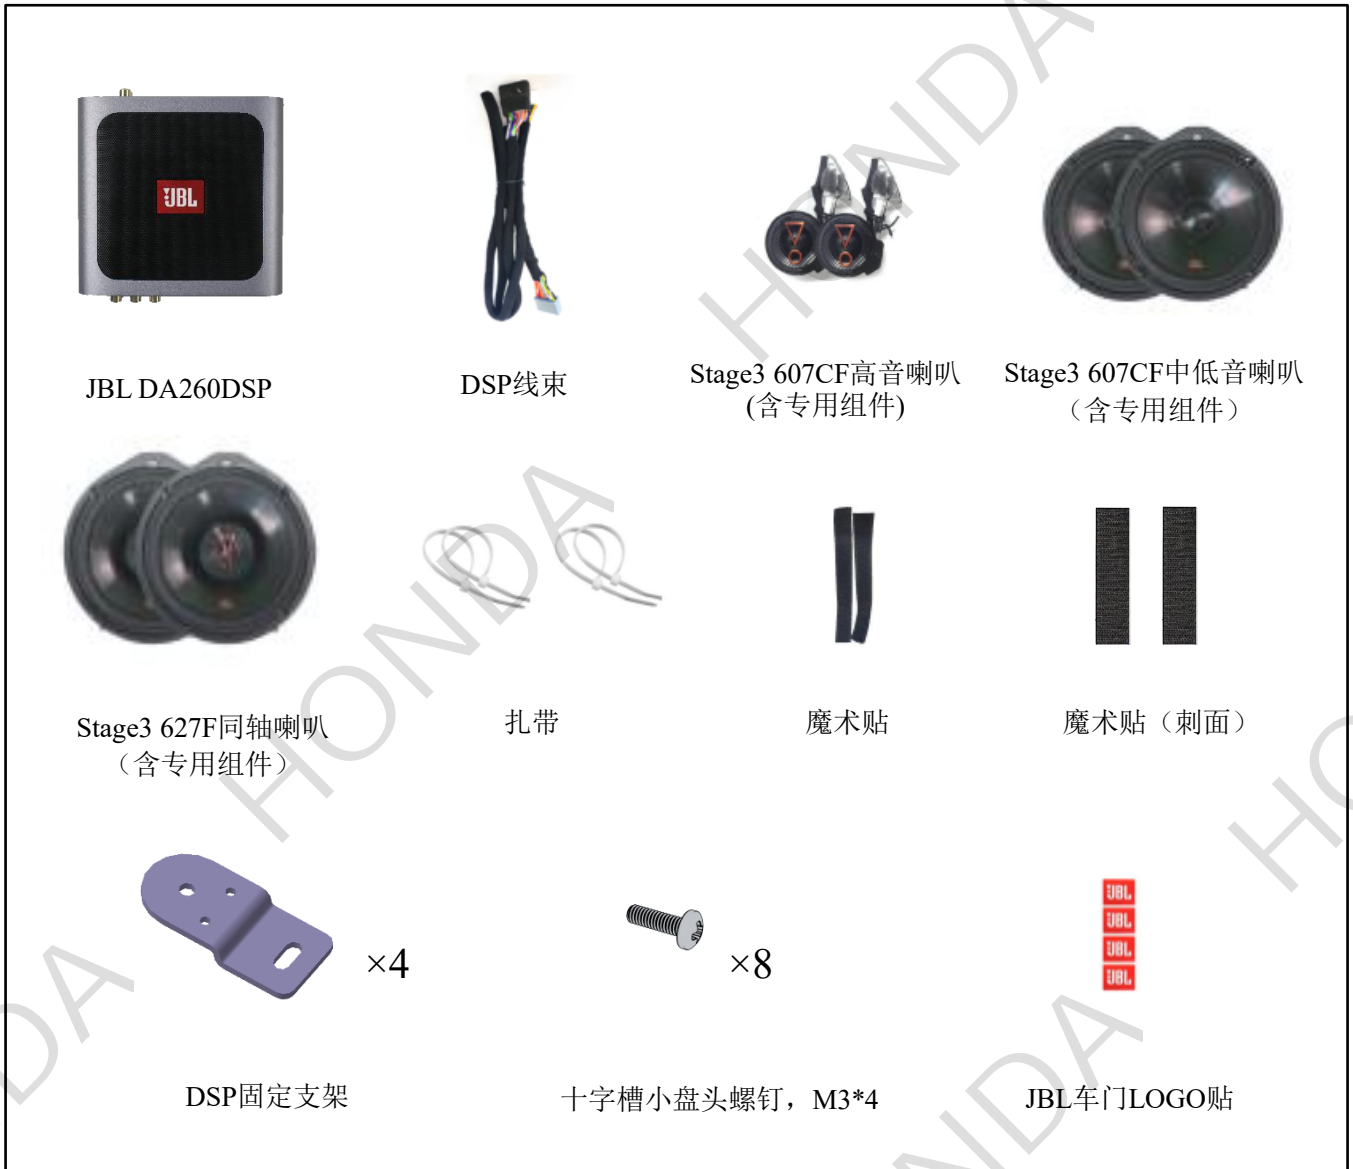 JBL
JBL DA260DSP
DSP线束
Stage3 607CF高音喇叭
(含专用组件)
Stage3 607CF中低音喇叭
（含专用组件）
Stage3 627F同轴喇叭
（含专用组件）
扎带
魔术贴
魔术贴（刺面）
×4
×8
JBL
JBL
JBL
JBL
DSP固定支架
十字槽小盘头螺钉，M3*4
JBL车门LOGO贴
HONDA
HONDA
HO
DA
NDA